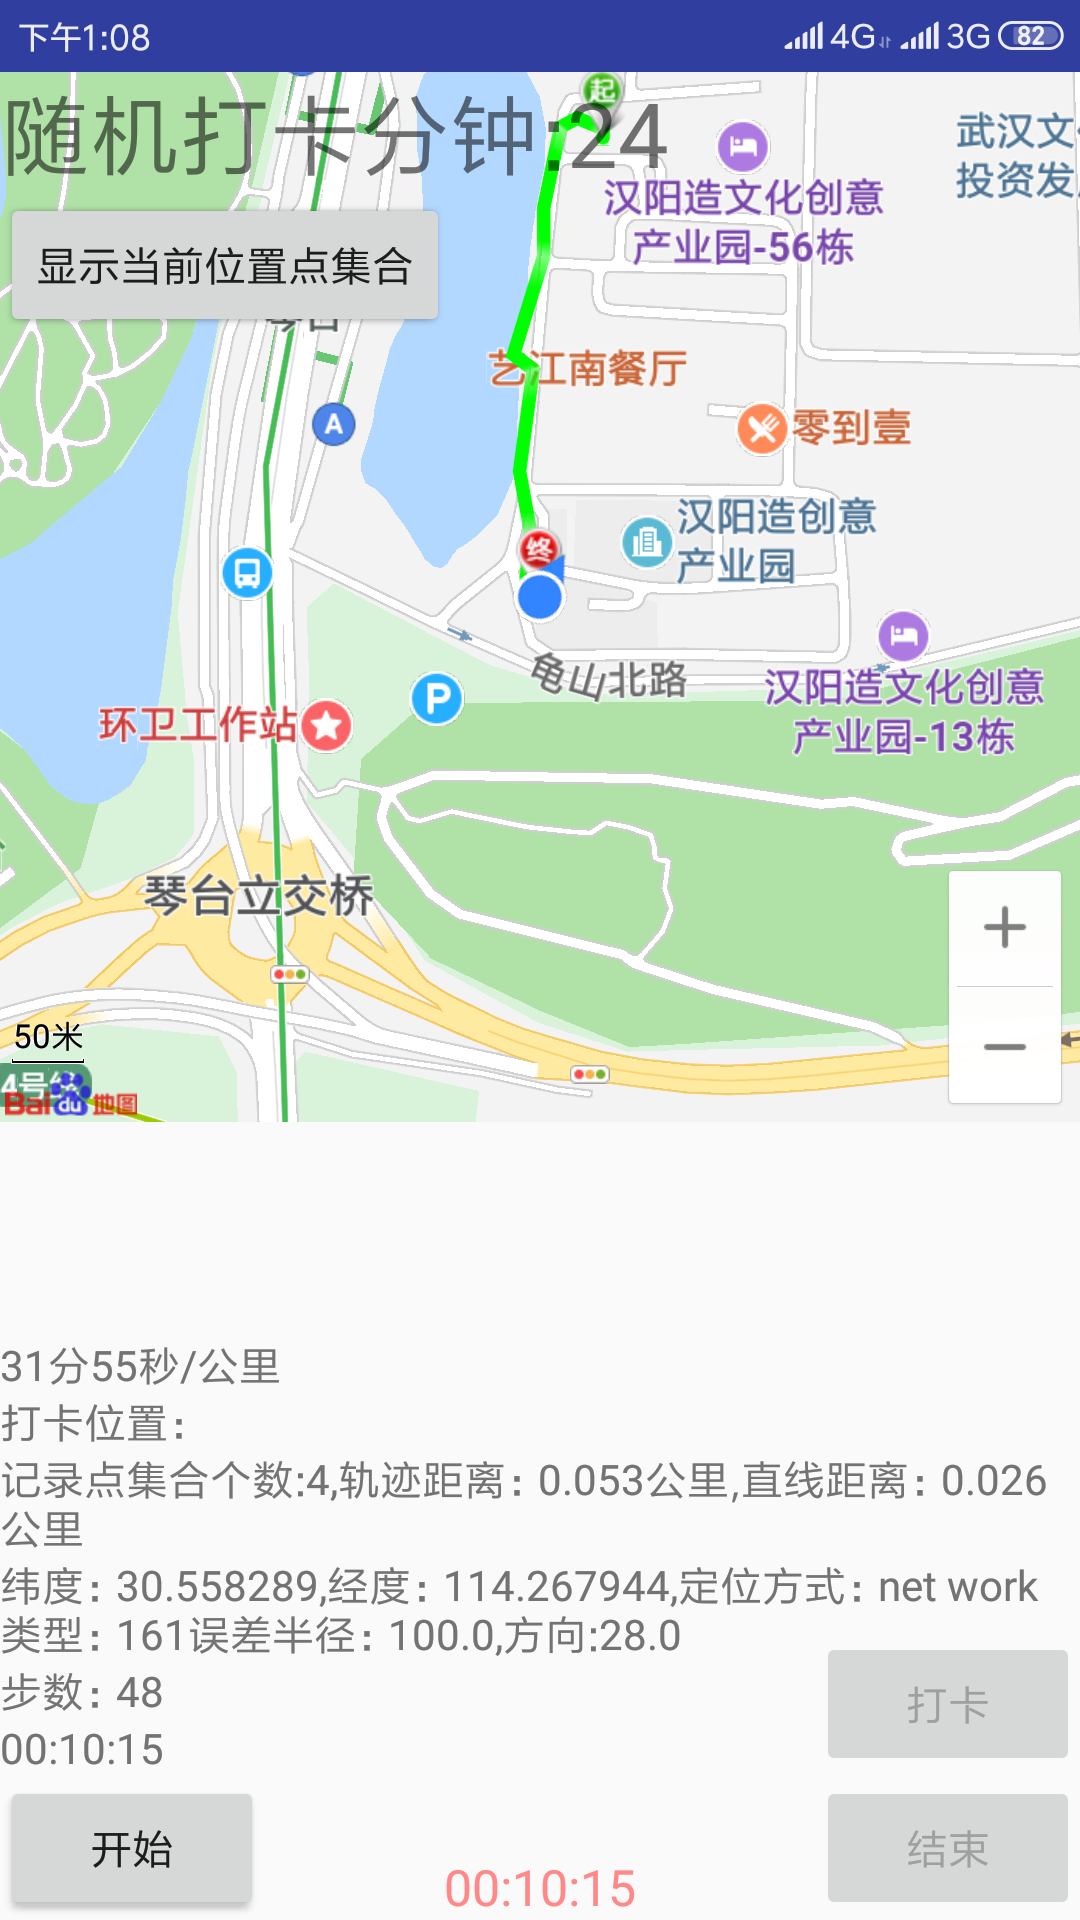 下午1:08
4G 3G 82
随机打卡分钟:24
起
武汉文
投资发
汉阳造文化创意
产业园-56栋
显示当前位置点集合
琴台
艺江南餐厅
A
零到壹
汉阳造创意
产业园
终
龟山北路
P
汉阳造文化创意
产业园-13栋
环卫工作站
琴台立交桥
50米
4号线
Bai du 地图
31分55秒/公里
打卡位置：
记录点集合个数:4,轨迹距离：0.053公里,直线距离：0.026
公里
纬度：30.558289,经度：114.267944,定位方式：net work
类型：161误差半径：100.0,方向:28.0
步数：48
打卡
00:10:15
开始
00:10:15
结束